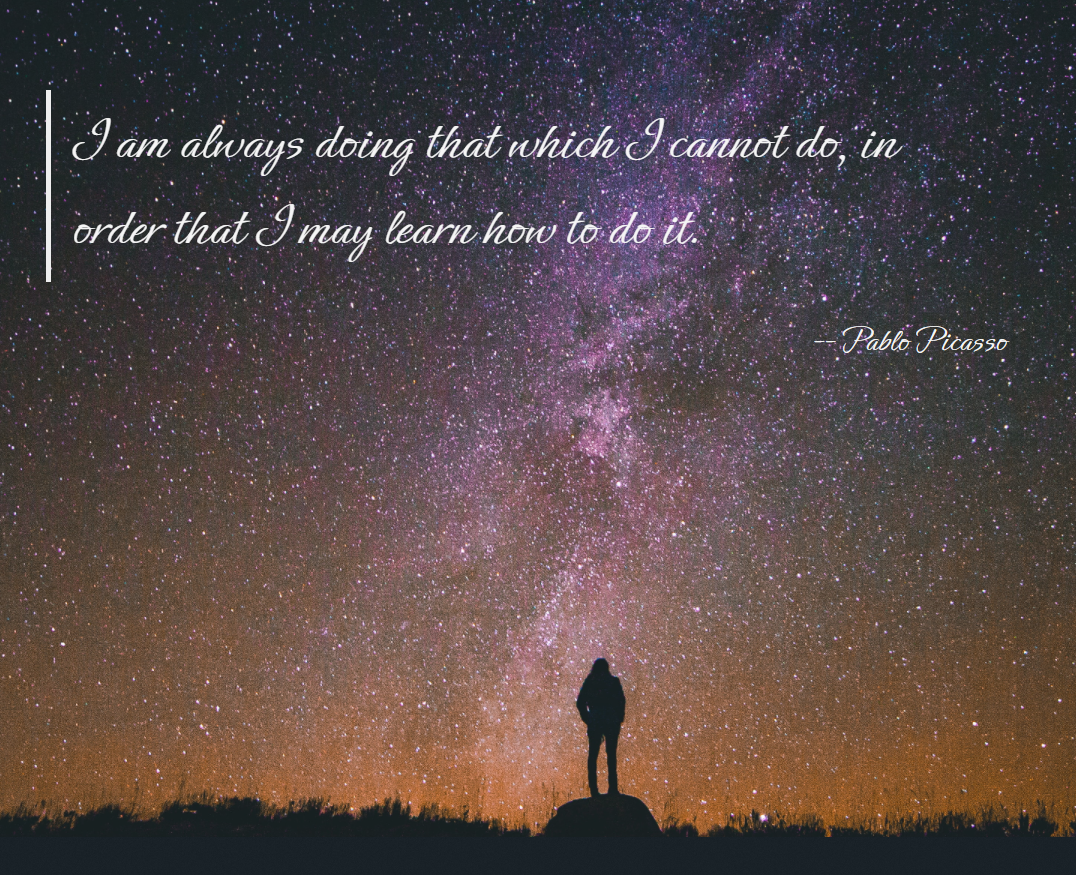 I am always doing that which I cannot do, in
order that I may learn how to do it.
-- Pablo Picasso